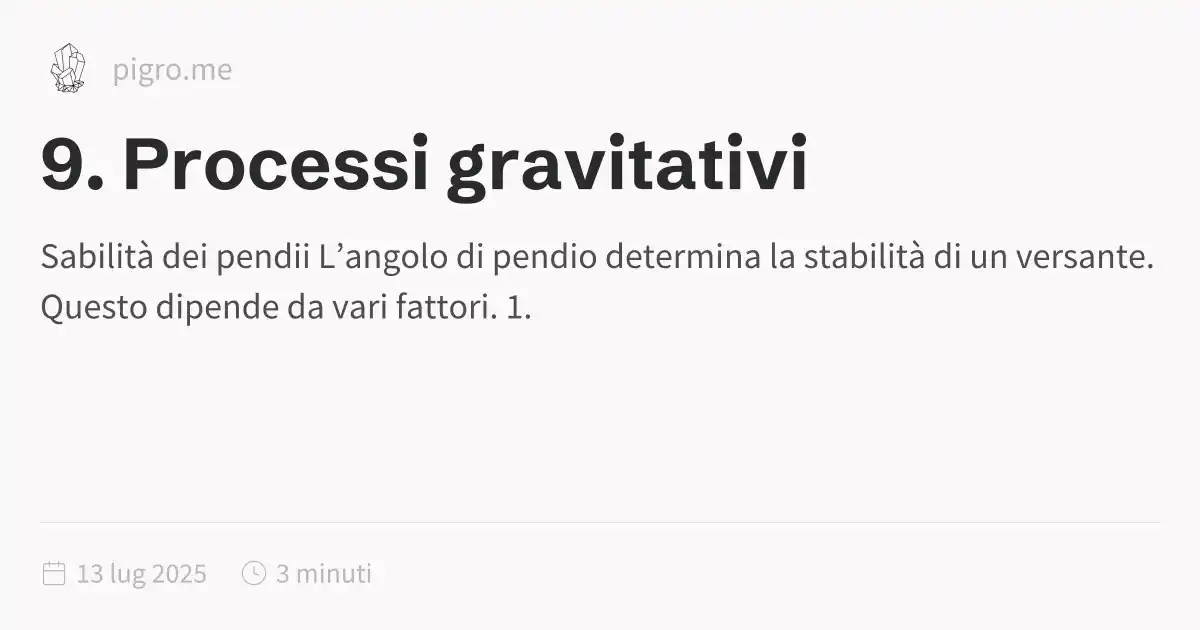 pigro.me
9. Processi gravitativi
Sabilità dei pendii L’angolo di pendio determina la stabilità di un versante.
Questo dipende da vari fattori. 1.
13 lug 2025 3 minuti